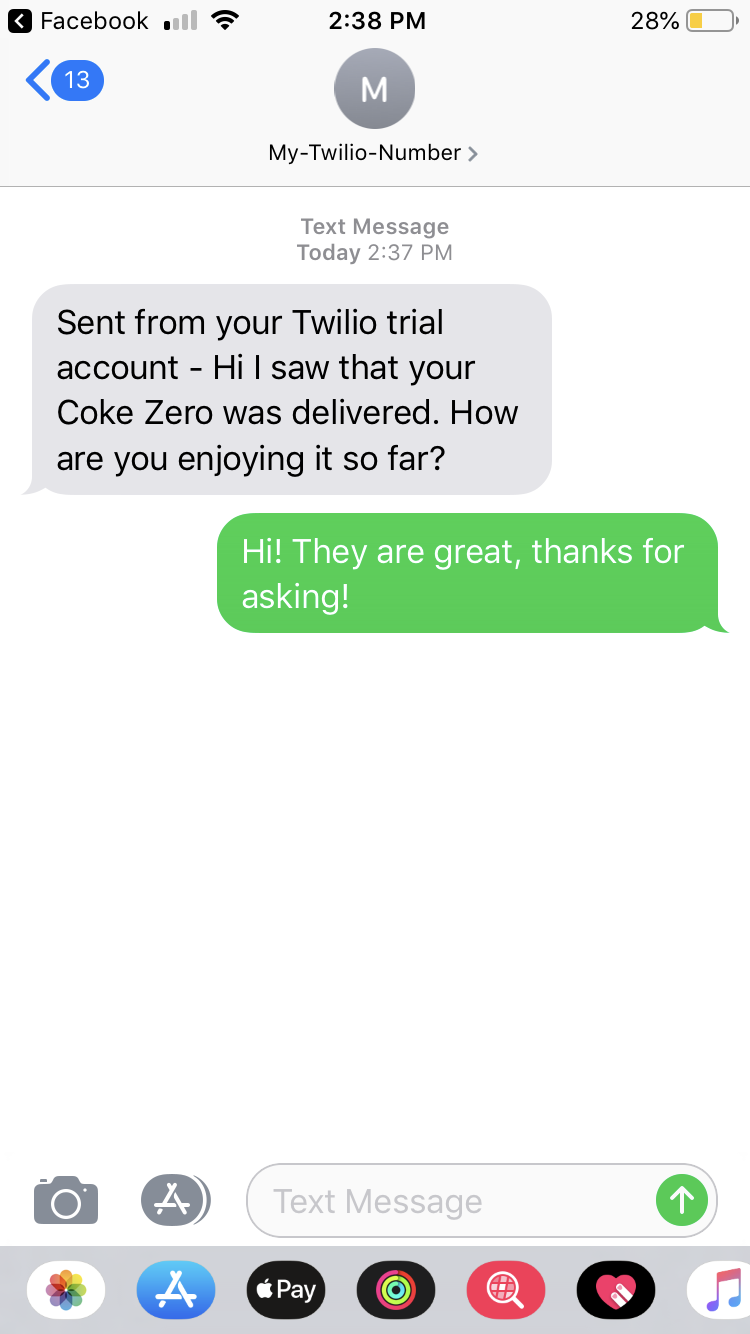 Facebook 2:38 PM 28%
13
M
My-Twilio-Number
Text Message
Today 2:37 PM
Sent from your Twilio trial
account - Hi I saw that your
Coke Zero was delivered. How
are you enjoying it so far?
Hi! They are great, thanks for
asking!
Text Message
Pay